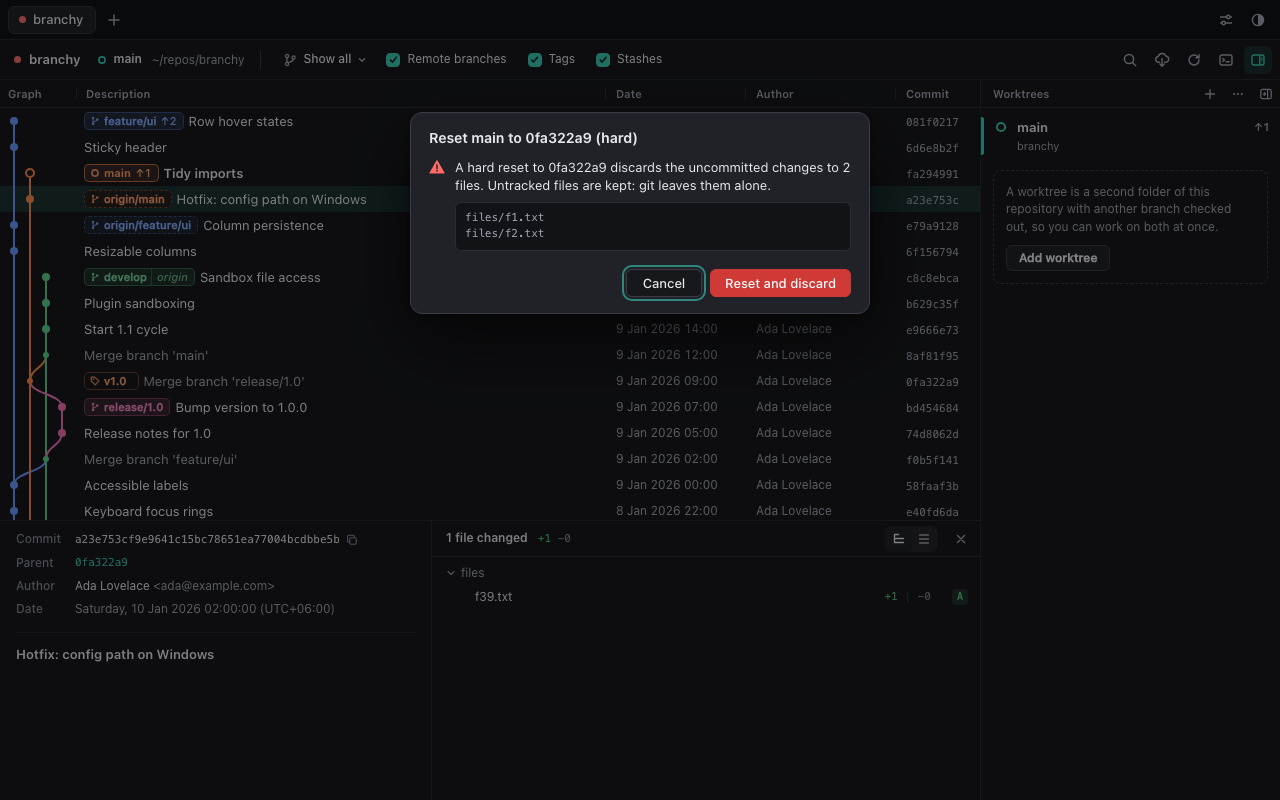 branchy
branchy main ~/repos/branchy Show all Remote branches Tags Stashes
Graph Description Date Author Commit Worktrees
feature/ui ↑2 Row hover states 081f0217
Sticky header 6d6e8b2f
main ↑1 Tidy imports fa294991
origin/main Hotfix: config path on Windows a23e753c
origin/feature/ui Column persistence e79a9128
Resizable columns 6f156794
develop origin Sandbox file access c8c8ebca
Plugin sandboxing b629c35f
Start 1.1 cycle 9 Jan 2026 14:00 Ada Lovelace e9666e73
Merge branch 'main' 9 Jan 2026 12:00 Ada Lovelace 8af81f95
v1.0 Merge branch 'release/1.0' 9 Jan 2026 09:00 Ada Lovelace 0fa322a9
release/1.0 Bump version to 1.0.0 9 Jan 2026 07:00 Ada Lovelace bd454684
Release notes for 1.0 9 Jan 2026 05:00 Ada Lovelace 74d8062d
Merge branch 'feature/ui' 9 Jan 2026 02:00 Ada Lovelace f0b5f141
Accessible labels 9 Jan 2026 00:00 Ada Lovelace 58faaf3b
Keyboard focus rings 8 Jan 2026 22:00 Ada Lovelace e40fd6da
Reset main to 0fa322a9 (hard)
A hard reset to 0fa322a9 discards the uncommitted changes to 2
files. Untracked files are kept: git leaves them alone.
files/f1.txt
files/f2.txt
Cancel Reset and discard
main ↑1
branchy
A worktree is a second folder of this
repository with another branch checked
out, so you can work on both at once.
Add worktree
Commit a23e753cf9e9641c15bc78651ea77004bcdbbe5b
Parent 0fa322a9
Author Ada Lovelace <ada@example.com>
Date Saturday, 10 Jan 2026 02:00:00 (UTC+06:00)
Hotfix: config path on Windows
1 file changed +1 −0
files
f39.txt +1 −0 A